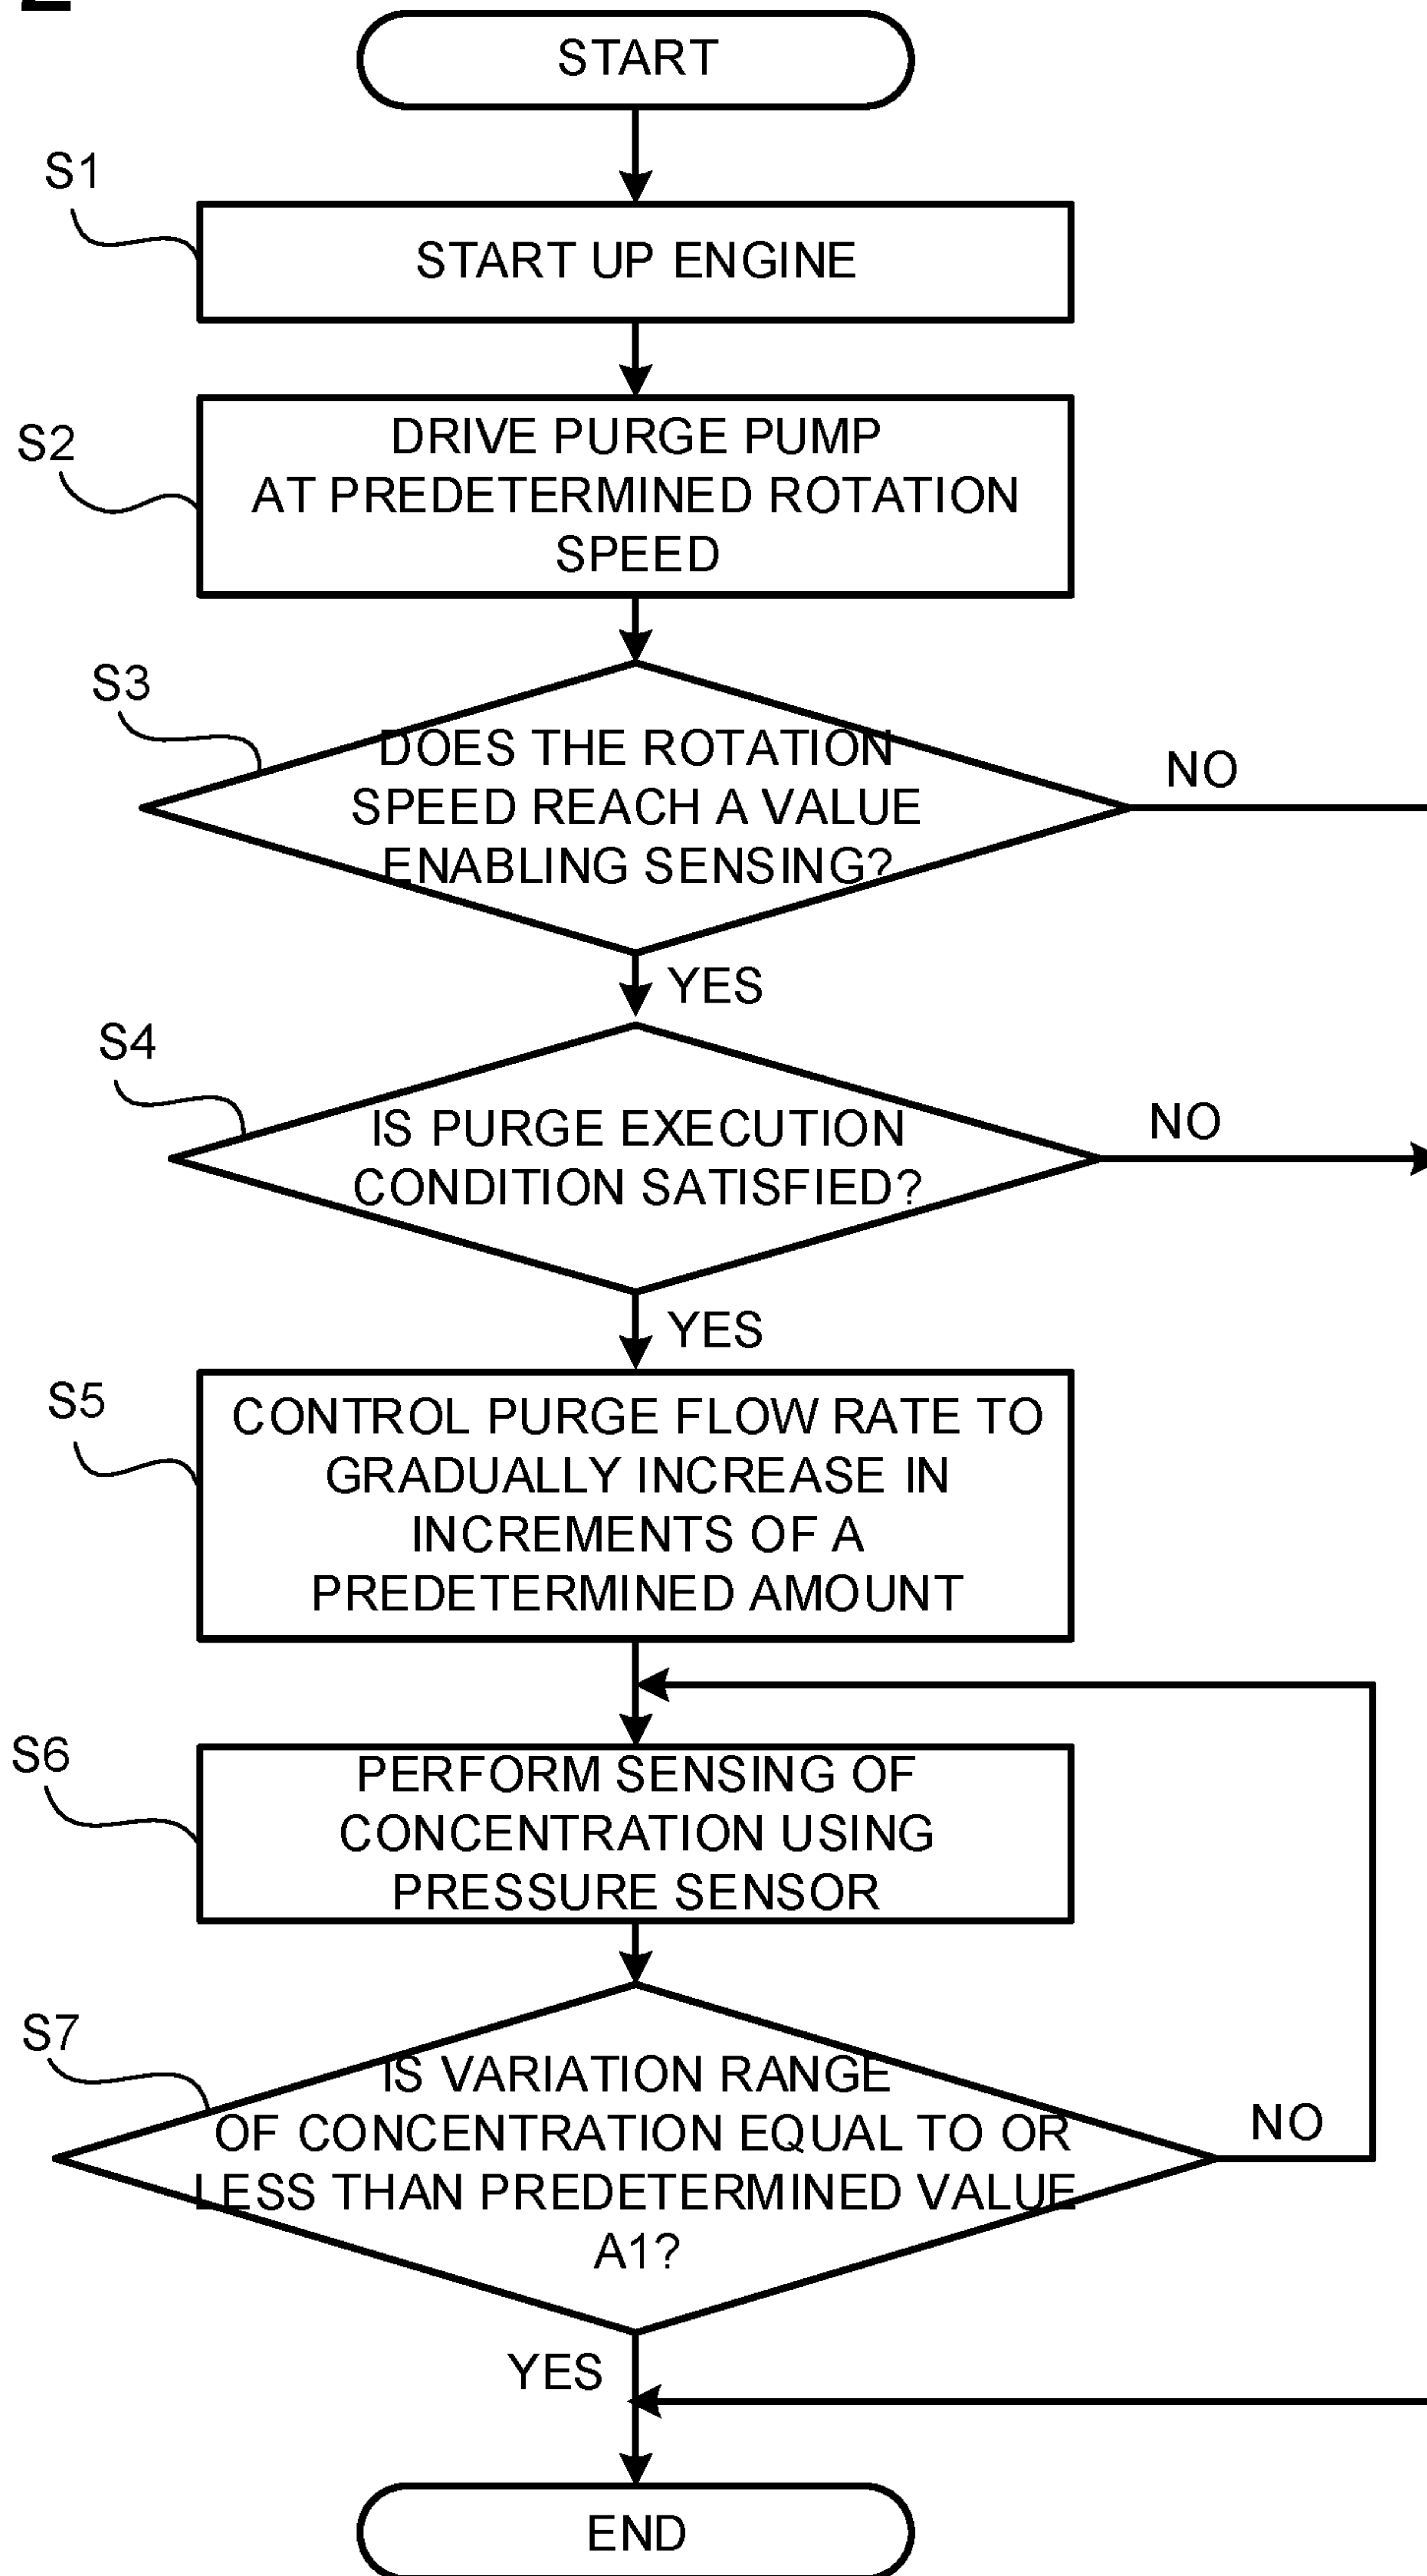 START
S1
START UP ENGINE
S2
DRIVE PURGE PUMP
AT PREDETERMINED ROTATION
SPEED
S3
DOES THE ROTATION
SPEED REACH A VALUE
ENABLING SENSING?
NO
YES
S4
IS PURGE EXECUTION
CONDITION SATISFIED?
NO
YES
S5
CONTROL PURGE FLOW RATE TO
GRADUALLY INCREASE IN
INCREMENTS OF A
PREDETERMINED AMOUNT
S6
PERFORM SENSING OF
CONCENTRATION USING
PRESSURE SENSOR
S7
IS VARIATION RANGE
OF CONCENTRATION EQUAL TO OR
LESS THAN PREDETERMINED VALUE
A1?
NO
YES
END